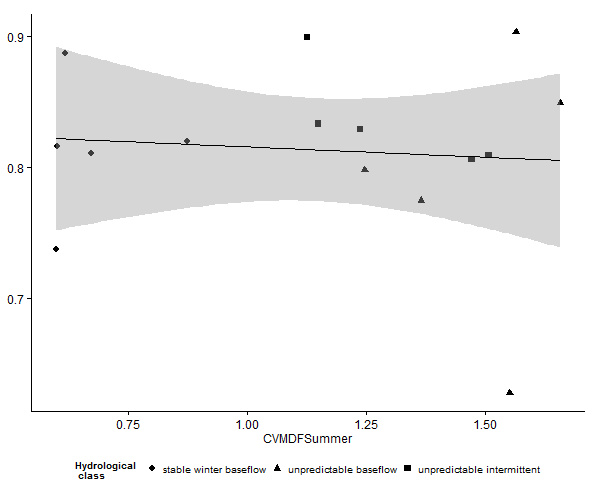 0.9
0.8
0.7
0.75 1.00 1.25 1.50
CVMDFSummer
Hydrological
class
stable winter baseflow unpredictable baseflow unpredictable intermittent